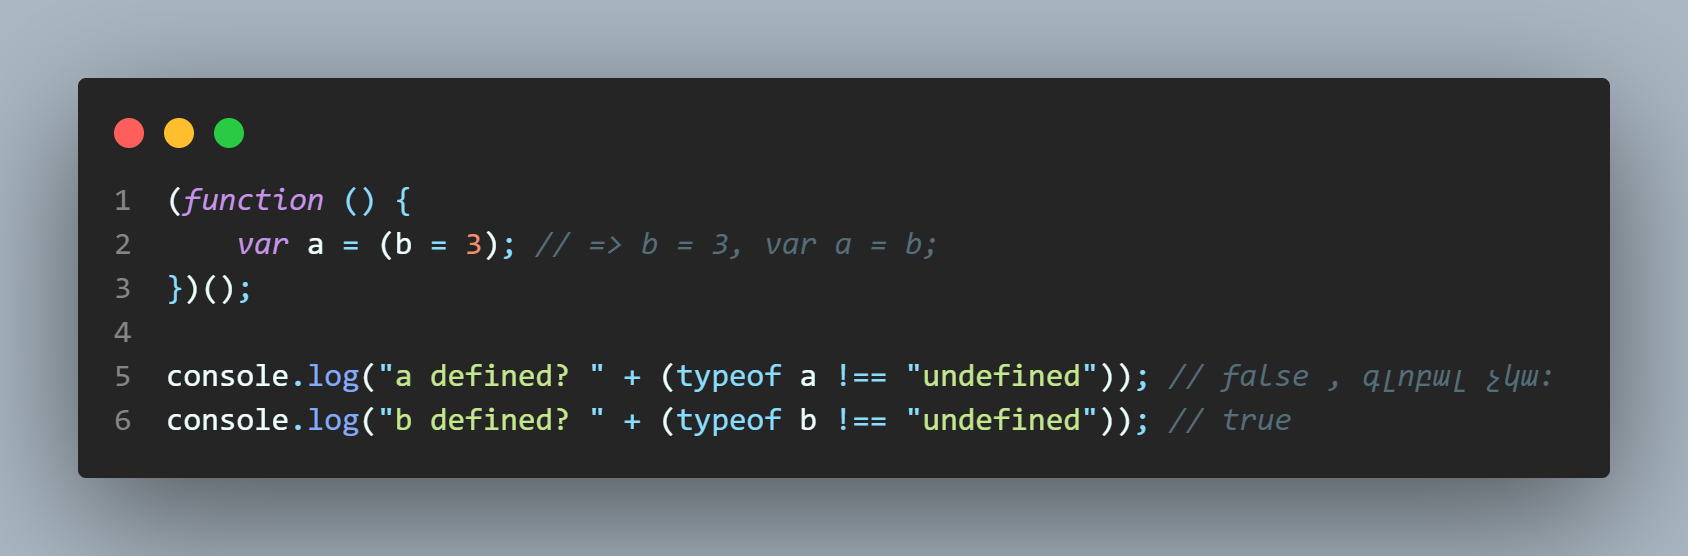 1 (function () {
2     var a = (b = 3); // => b = 3, var a = b;
3 })();
4
5 console.log("a defined? " + (typeof a !== "undefined")); // false , գլոբալ չկա:
6 console.log("b defined? " + (typeof b !== "undefined")); // true